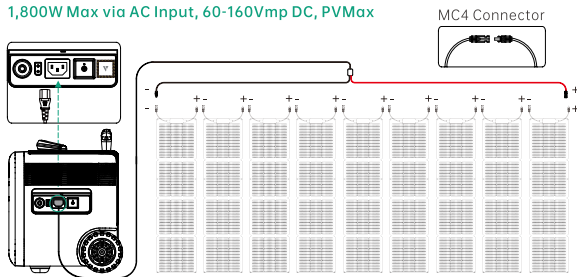 1,800W Max via AC Input, 60-160Vmp DC, PVMax
MC4 Connector